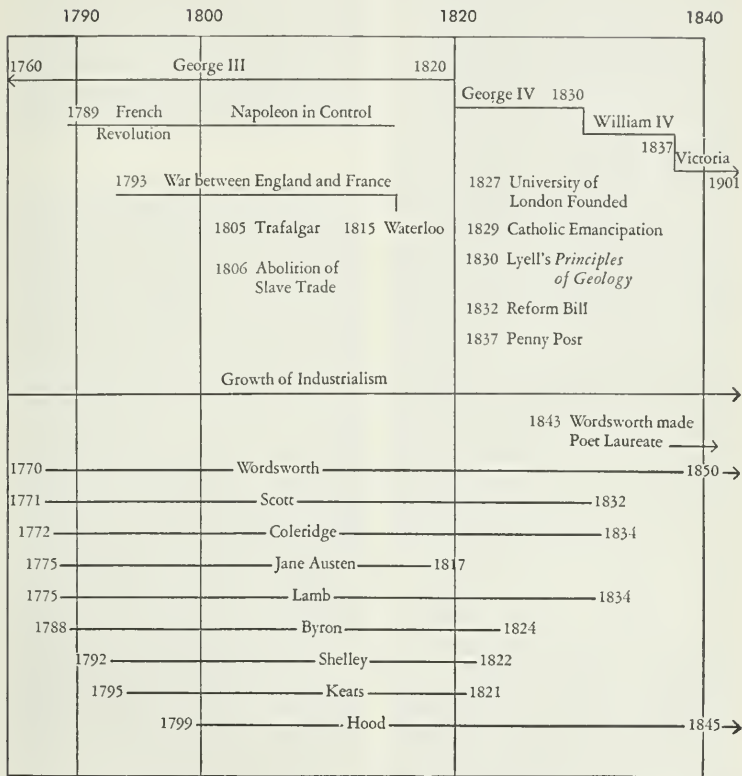 1790 1800 1820 1840
1760 George III 1820
George IV 1830
1789 French Napoleon in Control
Revolution
William IV
1837
Victoria
1901
1793 War between England and France
1827 University of
London Founded
1805 Trafalgar 1815 Waterloo
1829 Catholic Emancipation
1806 Abolition of
Slave Trade
1830 Lyell's Principles
of Geology
1832 Reform Bill
1837 Penny Post
Growth of Industrialism
1843 Wordsworth made
Poet Laureate
1770 Wordsworth 1850
1771 Scott 1832
1772 Coleridge 1834
1775 Jane Austen 1817
1775 Lamb 1834
1788 Byron 1824
1792 Shelley 1822
1795 Keats 1821
1799 Hood 1845